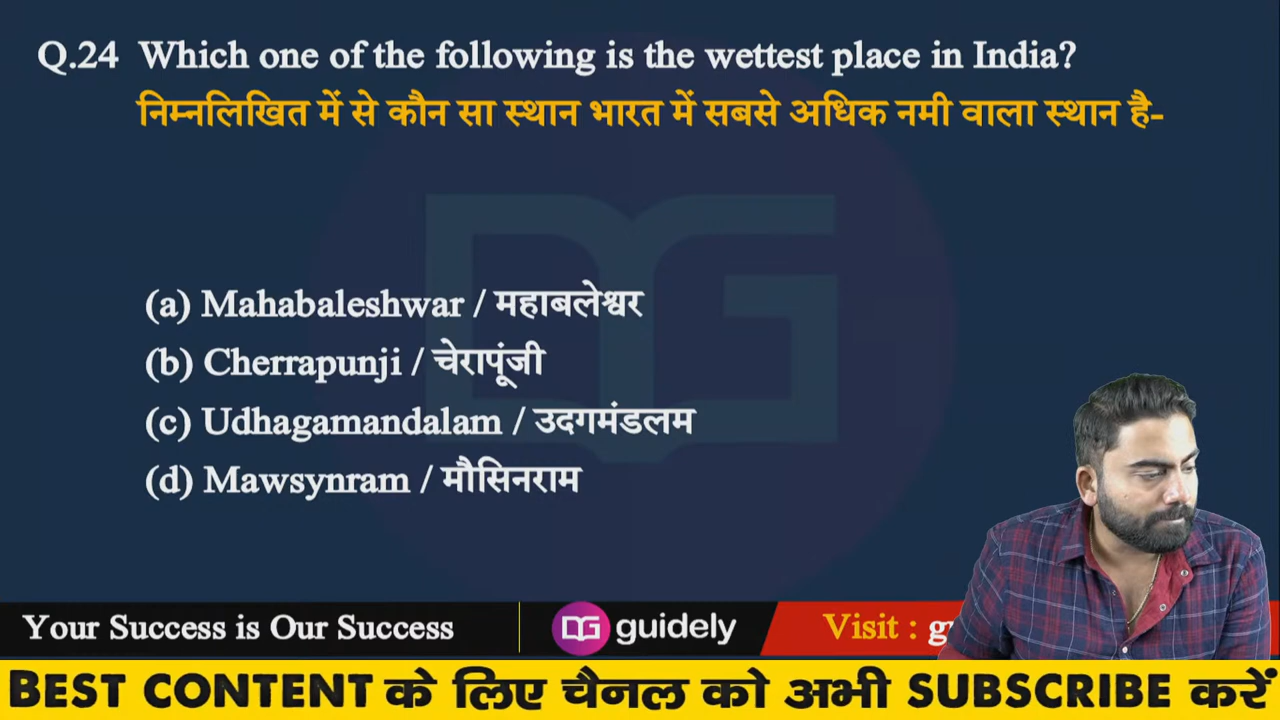 Q.24 Which one of the following is the wettest place in India?
निम्नलिखित में से कौन सा स्थान भारत में सबसे अधिक नमी वाला स्थान है-
(a) Mahabaleshwar / महाबलेश्वर
(b) Cherrapunji / चेरापूंजी
(c) Udhagamandalam / उदगमंडलम
(d) Mawsynram / मौसिनराम
Your Success is Our Success
guidely
Visit :
BEST CONTENT के लिए चैनल को अभी SUBSCRIBE करें